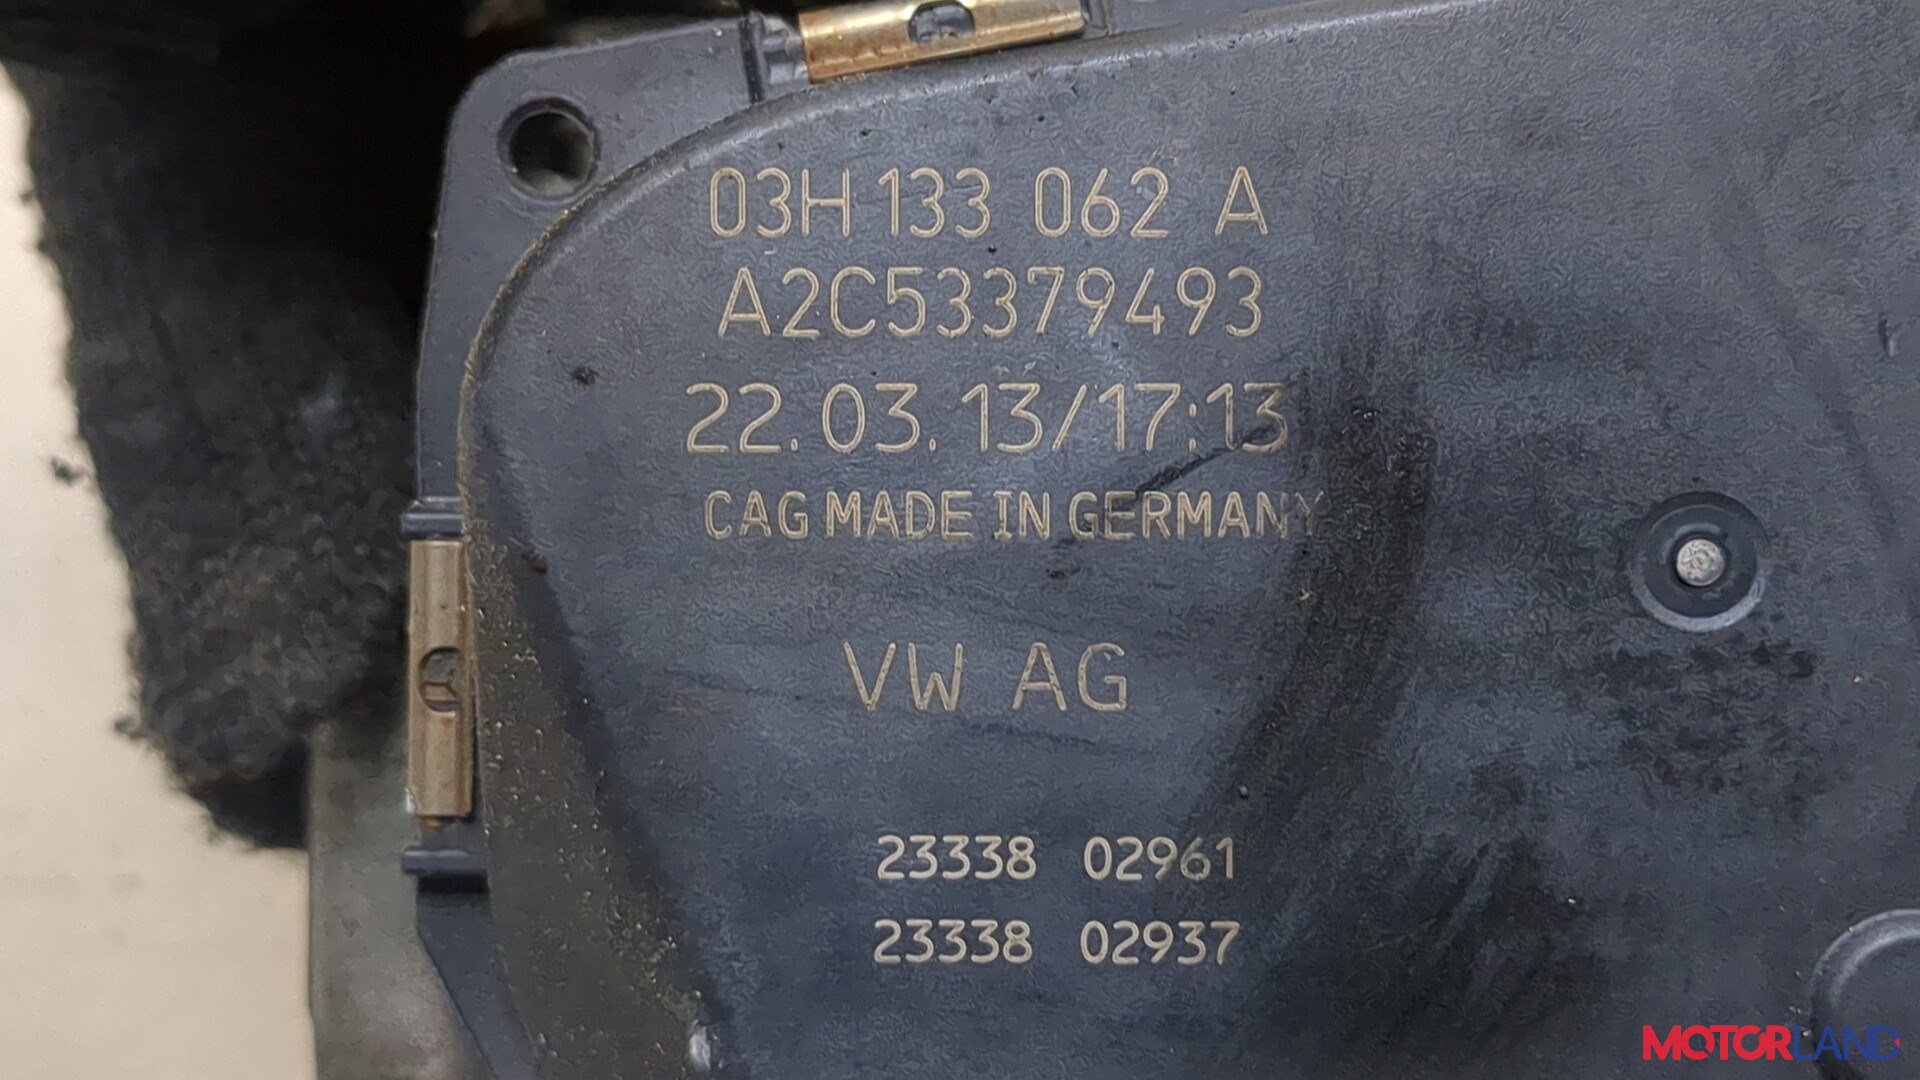 03H 133 062 A
A2C53379493
22.03.13/17:13
CAG MADE IN GERMANY
VW AG
23338 02961
23338 02937
MOTORLAND